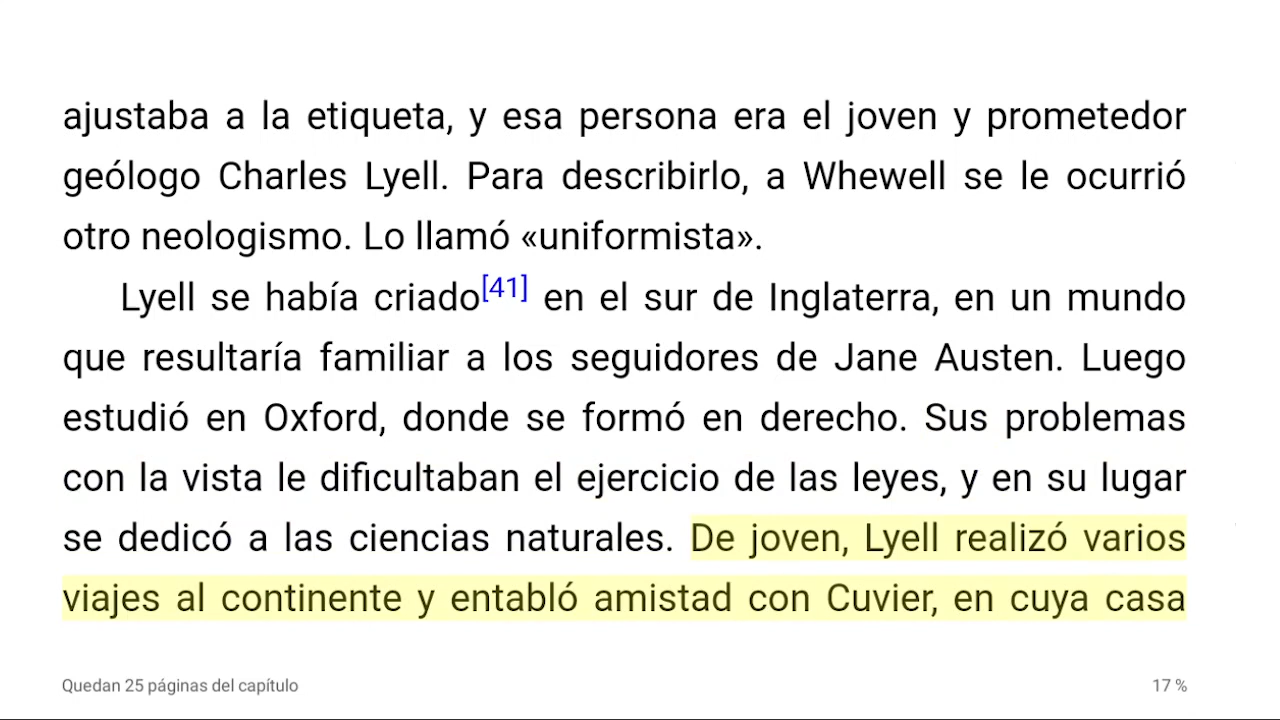 ajustaba a la etiqueta, y esa persona era el joven y prometedor
geólogo Charles Lyell. Para describirlo, a Whewell se le ocurrió
otro neologismo. Lo llamó «uniformista».
Lyell se había criado[41] en el sur de Inglaterra, en un mundo
que resultaría familiar a los seguidores de Jane Austen. Luego
estudió en Oxford, donde se formó en derecho. Sus problemas
con la vista le dificultaban el ejercicio de las leyes, y en su lugar
se dedicó a las ciencias naturales. De joven, Lyell realizó varios
viajes al continente y entabló amistad con Cuvier, en cuya casa
Quedan 25 páginas del capítulo
17 %